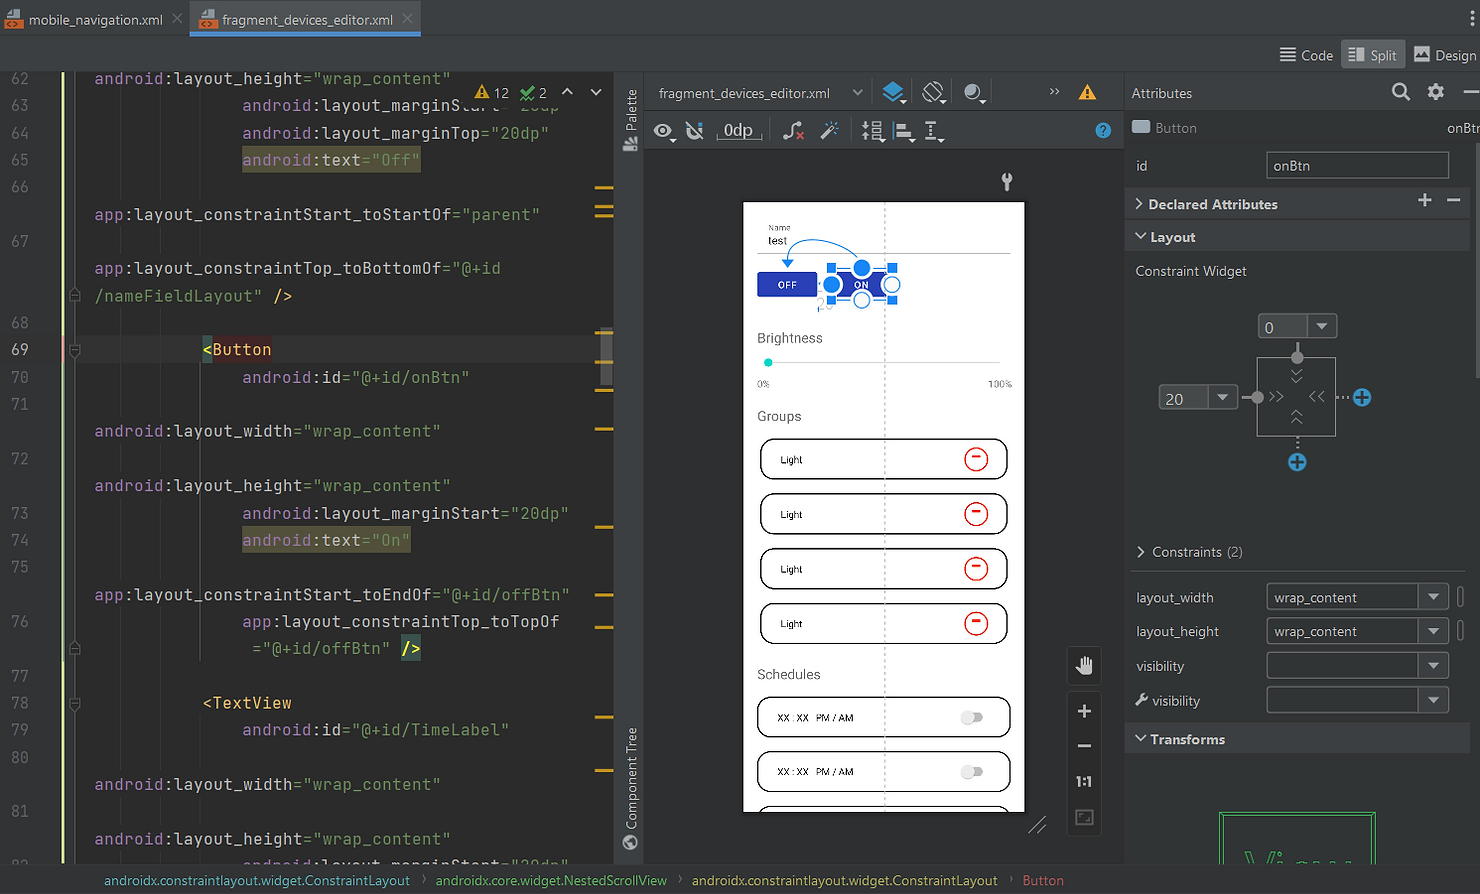 mobile_navigation.xml
fragment_devices_editor.xml
Code
Split
Design
62 android:layout_height="wrap_content"
12 2
63 android:layout_marginStart="20dp"
64 android:layout_marginTop="20dp"
65 android:text="Off"
66
app:layout_constraintStart_toStartOf="parent"
67
app:layout_constraintTop_toBottomOf="@+id
/nameFieldLayout" />
68
69 <Button
70 android:id="@+id/onBtn"
71
android:layout_width="wrap_content"
72
android:layout_height="wrap_content"
73 android:layout_marginStart="20dp"
74 android:text="On"
75
app:layout_constraintStart_toEndOf="@+id/offBtn"
76 app:layout_constraintTop_toTopOf
="@+id/offBtn" />
77
78 <TextView
79 android:id="@+id/TimeLabel"
80
android:layout_width="wrap_content"
81
android:layout_height="wrap_content"
82 android:layout_marginStart="20dp"
Palette
Component Tree
fragment_devices_editor.xml
0dp
?
Name
test
OFF
ON
Brightness
0% 100%
Groups
Light
Light
Light
Light
Schedules
XX : XX PM / AM
XX : XX PM / AM
1:1
Attributes
Button onBtn
id onBtn
Declared Attributes
Layout
Constraint Widget
0
20
Constraints (2)
layout_width wrap_content
layout_height wrap_content
visibility
visibility
Transforms
View
androidx.constraintlayout.widget.ConstraintLayout
androidx.core.widget.NestedScrollView
androidx.constraintlayout.widget.ConstraintLayout
Button